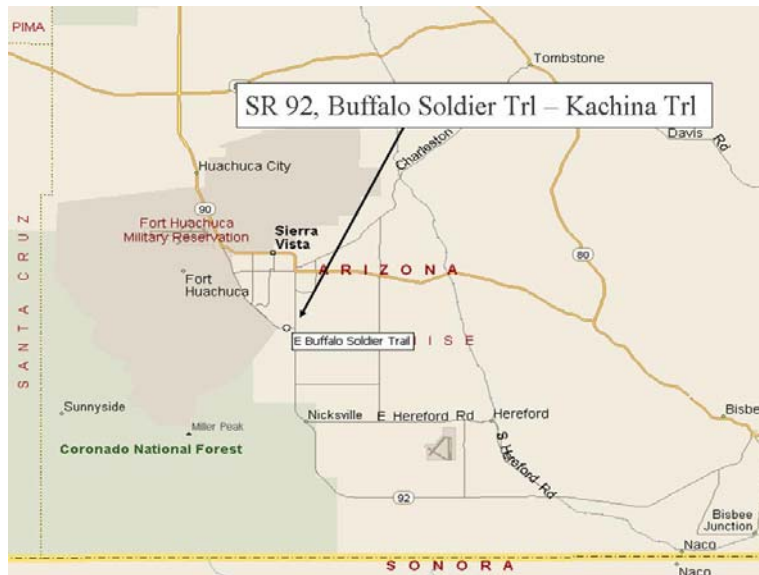 PIMA
Tombstone
SR 92, Buffalo Soldier Trl – Kachina Trl
Davis Rd
Charleston
Huachuca City
90
Fort Huachuca
Military Reservation
Sierra
Vista
SANTA CRUZ
ARIZONA
80
Fort
Huachuca
E Buffalo Soldier Trail
ISE
Sunnyside
Nicksville
E Hereford Rd
Hereford
Bisbe
Miller Peak
Coronado National Forest
S Hereford Rd
92
Bisbee
Junction
Naco
SONORA
Naco